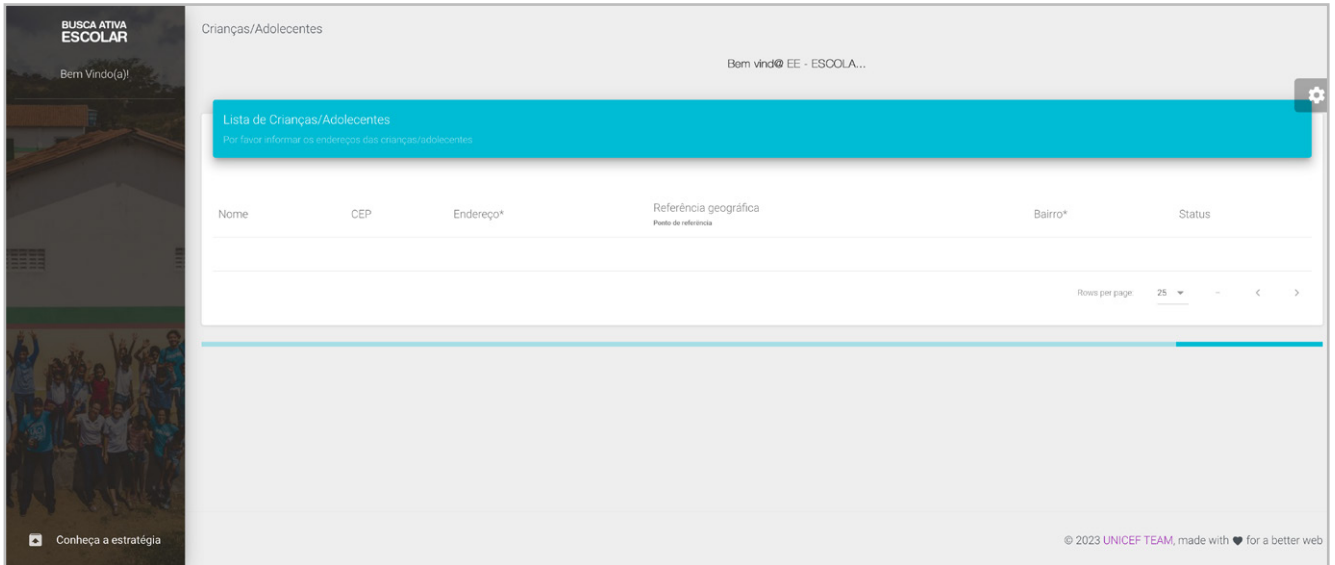 BUSCA ATIVA
ESCOLAR
Bem Vindo(a)!
Crianças/Adolecentes
Bem vind@ EE - ESCOLA...
Lista de Crianças/Adolecentes
Por favor informar os endereços das crianças/adolecentes
Nome CEP Endereço* Referência geográfica Bairro* Status
Ponto de referência
Rows per page: 25 –
Conheça a estratégia
© 2023 UNICEF TEAM, made with ♥ for a better web